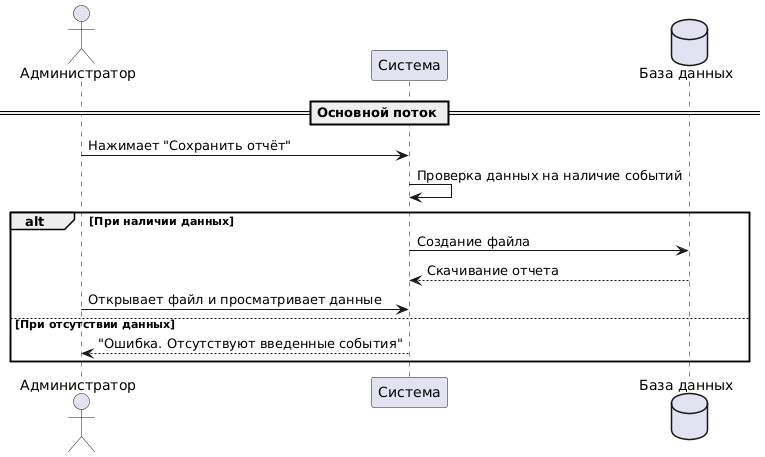 Администратор
Система
База данных
Основной поток
Нажимает "Сохранить отчёт"
Проверка данных на наличие событий
alt [При наличии данных]
Создание файла
Скачивание отчета
Открывает файл и просматривает данные
[При отсутствии данных]
"Ошибка. Отсутствуют введенные события"
Администратор
Система
База данных